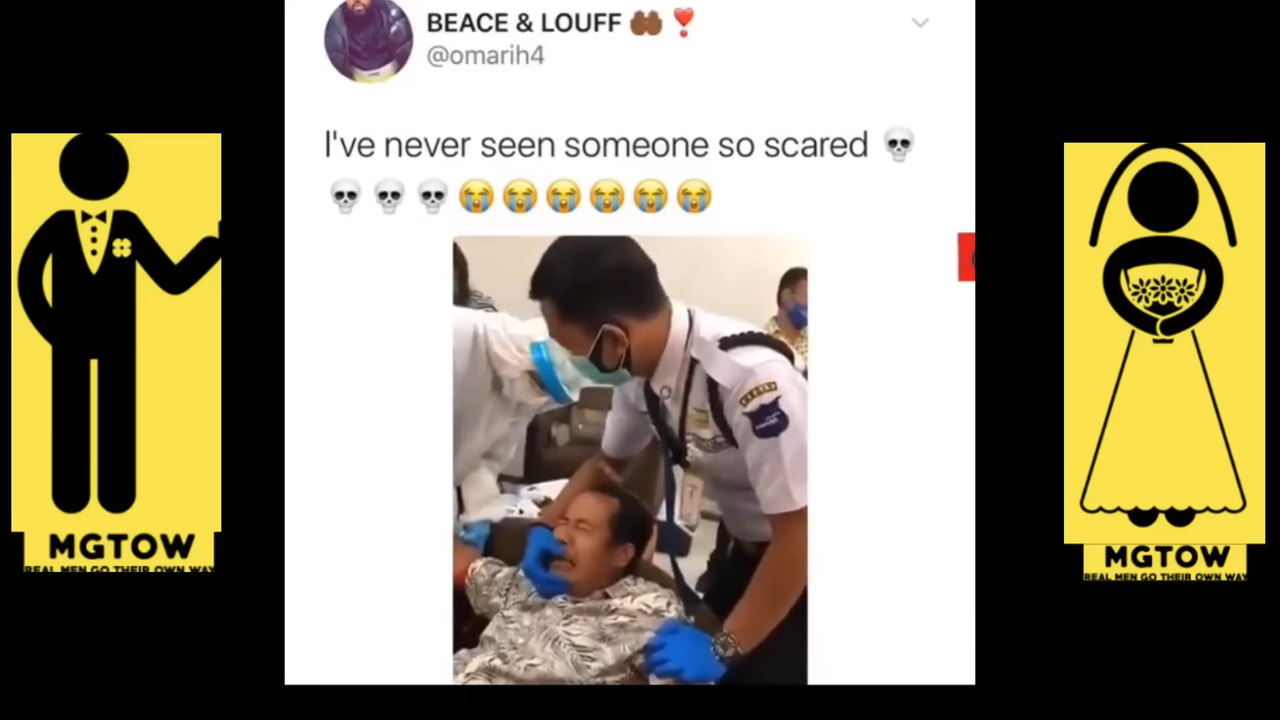 BEACE & LOUFF 🤲🏾❣️
@omarih4
I've never seen someone so scared 💀
💀💀💀😭😭😭😭😭😭
MGTOW
REAL MEN GO THEIR OWN WAY
MGTOW
REAL MEN GO THEIR OWN WAY